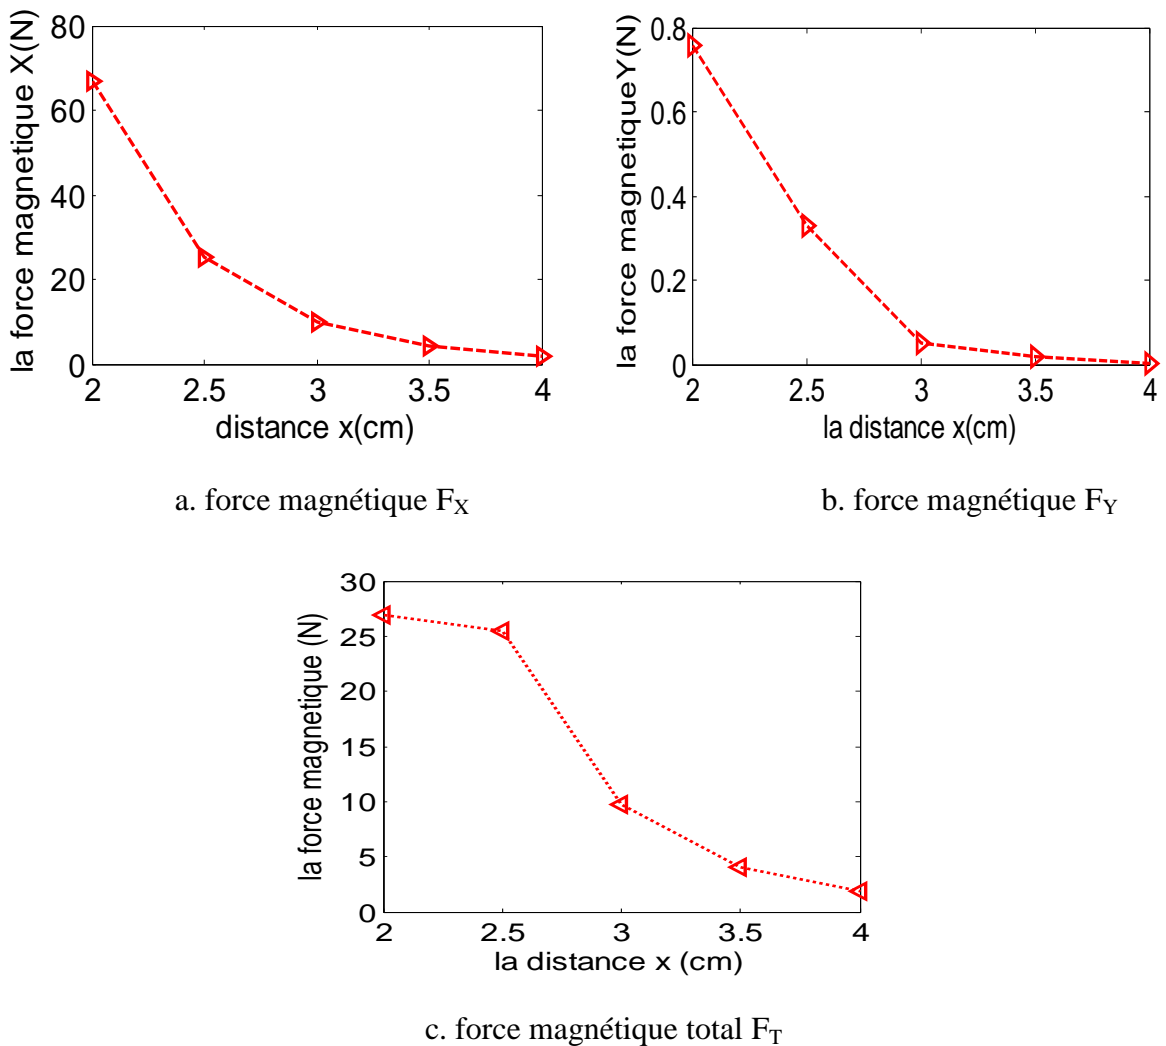 la force magnetique X(N)
80
60
40
20
0
2 2.5 3 3.5 4
distance x(cm)
a. force magnétique FX
la force magnetiqueY(N)
0.8
0.6
0.4
0.2
0
2 2.5 3 3.5 4
la distance x(cm)
b. force magnétique FY
la force magnetique (N)
30
25
20
15
10
5
0
2 2.5 3 3.5 4
la distance x (cm)
c. force magnétique total FT